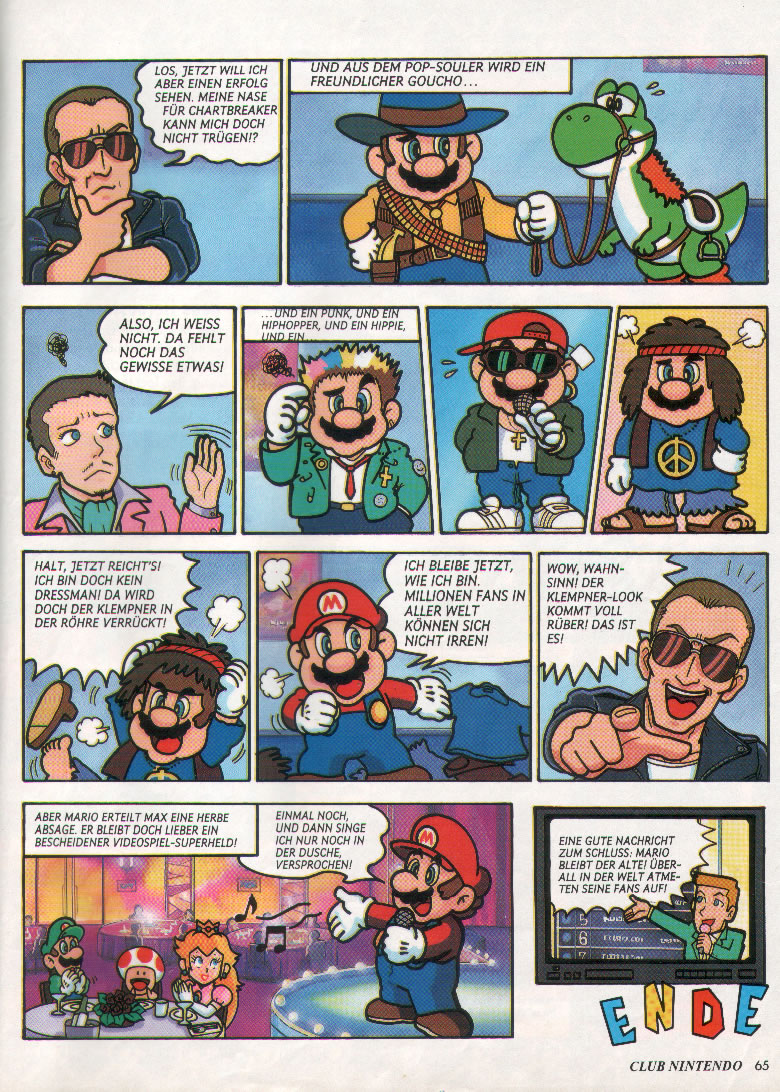 LOS, JETZT WILL ICH
ABER EINEN ERFOLG
SEHEN. MEINE NASE
FÜR CHARTBREAKER
KANN MICH DOCH
NICHT TRÜGEN!?
UND AUS DEM POP-SOULER WIRD EIN
FREUNDLICHER GOUCHO...
ALSO, ICH WEISS
NICHT. DA FEHLT
NOCH DAS
GEWISSE ETWAS!
...UND EIN PUNK, UND EIN
HIPHOPPER, UND EIN HIPPIE,
UND EIN...
HALT, JETZT REICHT'S!
ICH BIN DOCH KEIN
DRESSMAN! DA WIRD
DOCH DER KLEMPNER IN
DER RÖHRE VERRÜCKT!
M
ICH BLEIBE JETZT,
WIE ICH BIN.
MILLIONEN FANS IN
ALLER WELT
KÖNNEN SICH
NICHT IRREN!
WOW, WAHN-
SINN! DER
KLEMPNER-LOOK
KOMMT VOLL
RÜBER! DAS IST
ES!
ABER MARIO ERTEILT MAX EINE HERBE
ABSAGE. ER BLEIBT DOCH LIEBER EIN
BESCHEIDENER VIDEOSPIEL-SUPERHELD!
EINMAL NOCH,
UND DANN SINGE
ICH NUR NOCH IN
DER DUSCHE,
VERSPROCHEN!
M
EINE GUTE NACHRICHT
ZUM SCHLUSS: MARIO
BLEIBT DER ALTE! ÜBER-
ALL IN DER WELT ATME-
TEN SEINE FANS AUF!
5
6
7
ENDE
CLUB NINTENDO 65